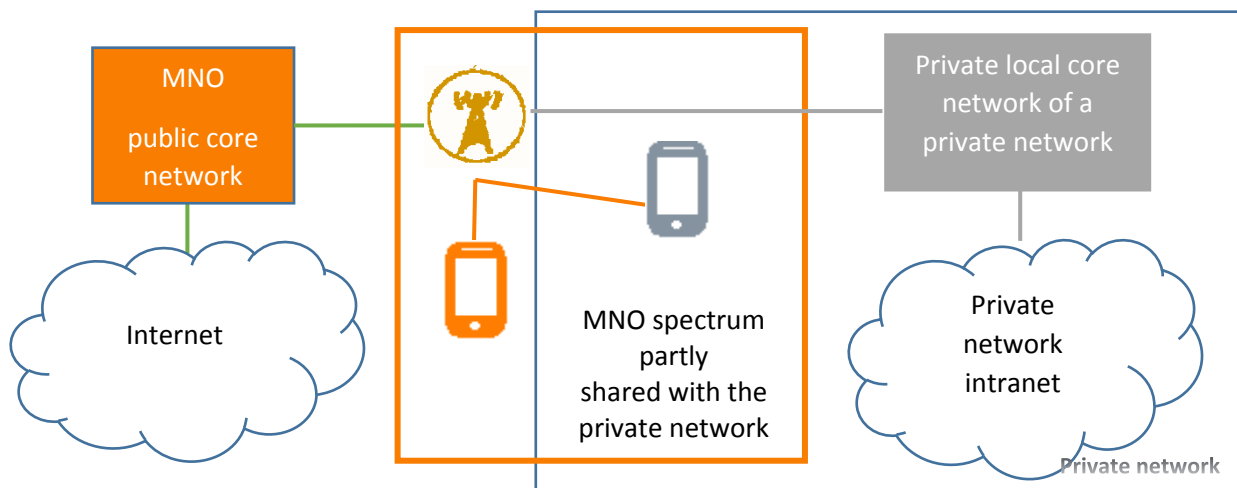 MNO
public core
network
Private local core
network of a
private network
Internet
MNO spectrum
partly
shared with the
private network
Private
network
intranet
Private network